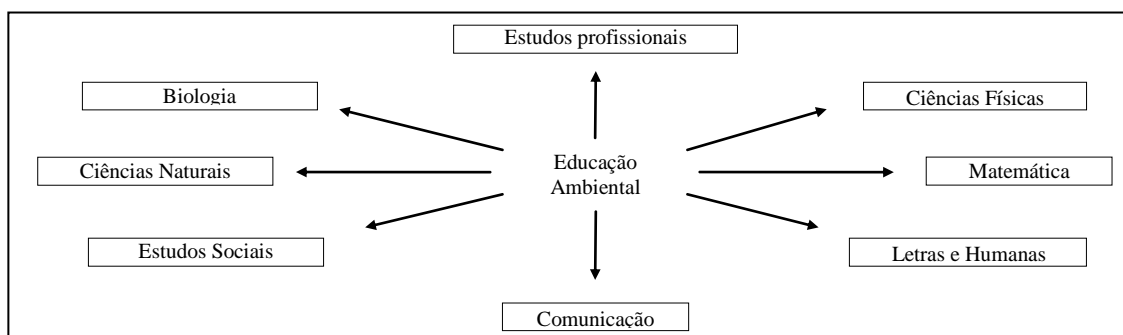 Estudos profissionais
Biologia
Ciências Físicas
Educação
Ambiental
Ciências Naturais
Matemática
Estudos Sociais
Letras e Humanas
Comunicação